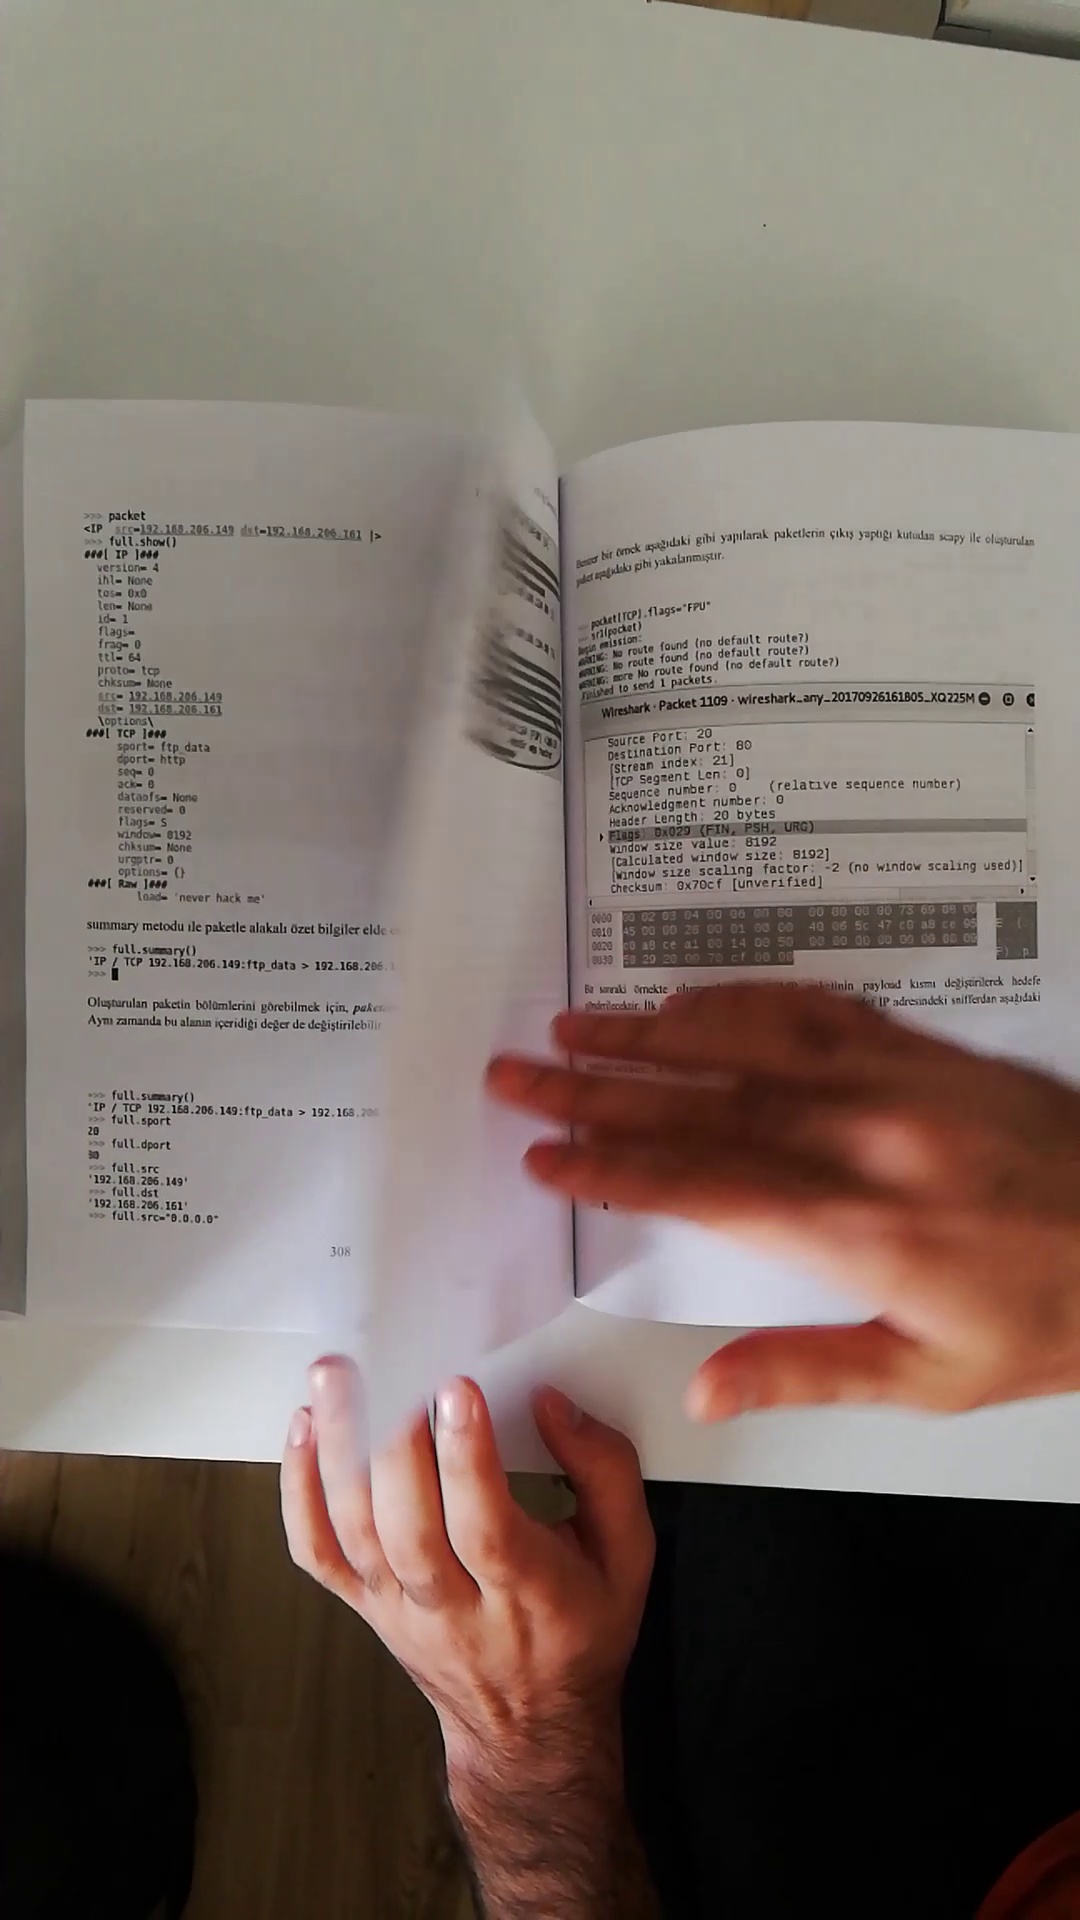 >>> packet
<IP  src=192.168.206.149 dst=192.168.206.161 |>
>>> full.show()
###[ IP ]###
version= 4
ihl= None
tos= 0x0
len= None
id= 1
flags=
frag= 0
ttl= 64
proto= tcp
chksum= None
src= 192.168.206.149
dst= 192.168.206.161
\options\
###[ TCP ]###
sport= ftp_data
dport= http
seq= 0
ack= 0
dataofs= None
reserved= 0
flags= S
window= 8192
chksum= None
urgptr= 0
options= {}
###[ Raw ]###
load= 'never hack me'
summary metodu ile paketle alakalı özet bilgiler elde
>>> full.summary()
'IP / TCP 192.168.206.149:ftp_data > 192.168.206.1
>>>
Oluşturulan paketin bölümlerini görebilmek için,
Aynı zamanda bu alanın içeridiği değer de değiştirilebilir
>>> full.summary()
'IP / TCP 192.168.206.149:ftp_data > 192.168.206
>>> full.sport
20
>>> full.dport
80
>>> full.src
'192.168.206.149'
>>> full.dst
'192.168.206.161'
>>> full.src="0.0.0.0"
308
Benzer bir örnek aşağıdaki gibi yapılarak paketlerin çıkış yaptığı kutudan scapy ile oluşturulan
paket aşağıdaki gibi yakalanmıştır.
pocket[TCP].flags="FPU"
sr1(pocket)
Begin emission:
WARNING: No route found (no default route?)
WARNING: No route found (no default route?)
WARNING: more No route found (no default route?)
Finished to send 1 packets.
Wireshark · Packet 1109 · wireshark_any_20170926161805_XQ225M
Source Port: 20
Destination Port: 80
[Stream index: 21]
[TCP Segment Len: 0]
Sequence number: 0    (relative sequence number)
Acknowledgment number: 0
Header Length: 20 bytes
Flags: 0x029 (FIN, PSH, URG)
Window size value: 8192
[Calculated window size: 8192]
[Window size scaling factor: -2 (no window scaling used)]
Checksum: 0x70cf [unverified]
0000 00 02 03 04 00 06 00 00  00 00 00 00 73 69 08 00
0010 45 00 00 28 00 01 00 00  40 06 5c 47 c0 a8 ce 95 E (
0020 c0 a8 ce a1 00 14 00 50  00 00 00 00 00 00 00 00 P
0030 50 29 20 00 70 cf 00 00
Bu sonraki örnekte payload kısmı değiştirilerek hedefe
gönderilecektir. İlk IP adresindeki snifferdan aşağıdaki